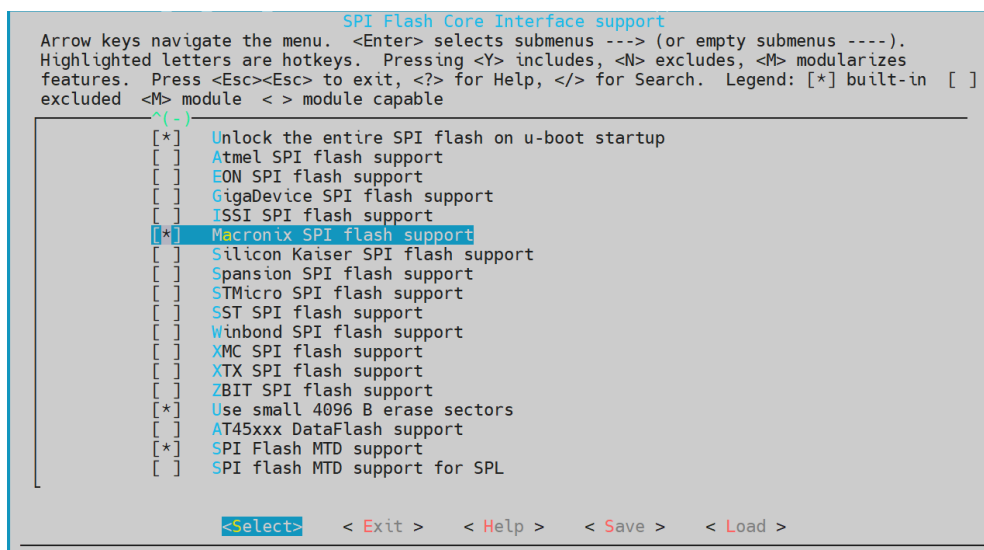 SPI Flash Core Interface support
Arrow keys navigate the menu.  <Enter> selects submenus ---> (or empty submenus ----).
Highlighted letters are hotkeys.  Pressing <Y> includes, <N> excludes, <M> modularizes
features.  Press <Esc><Esc> to exit, <?> for Help, </> for Search.  Legend: [*] built-in  [ ]
excluded  <M> module  < > module capable
^(-)
[*]   Unlock the entire SPI flash on u-boot startup
[ ]   Atmel SPI flash support
[ ]   EON SPI flash support
[ ]   GigaDevice SPI flash support
[ ]   ISSI SPI flash support
[*]   Macronix SPI flash support
[ ]   Silicon Kaiser SPI flash support
[ ]   Spansion SPI flash support
[ ]   STMicro SPI flash support
[ ]   SST SPI flash support
[ ]   Winbond SPI flash support
[ ]   XMC SPI flash support
[ ]   XTX SPI flash support
[ ]   ZBIT SPI flash support
[*]   Use small 4096 B erase sectors
[ ]   AT45xxx DataFlash support
[*]   SPI Flash MTD support
[ ]   SPI flash MTD support for SPL
<Select>    < Exit >    < Help >    < Save >    < Load >